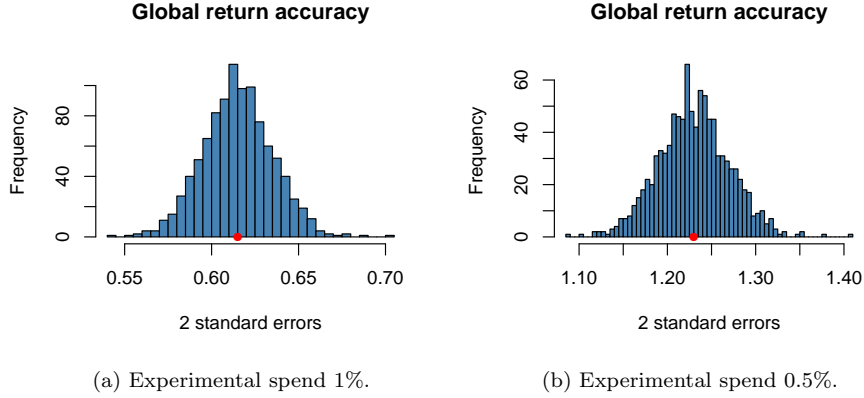 Global return accuracy
Frequency
0 40 80
0.55 0.60 0.65 0.70
2 standard errors
(a) Experimental spend 1%.
Global return accuracy
Frequency
0 20 40 60
1.10 1.20 1.30 1.40
2 standard errors
(b) Experimental spend 0.5%.